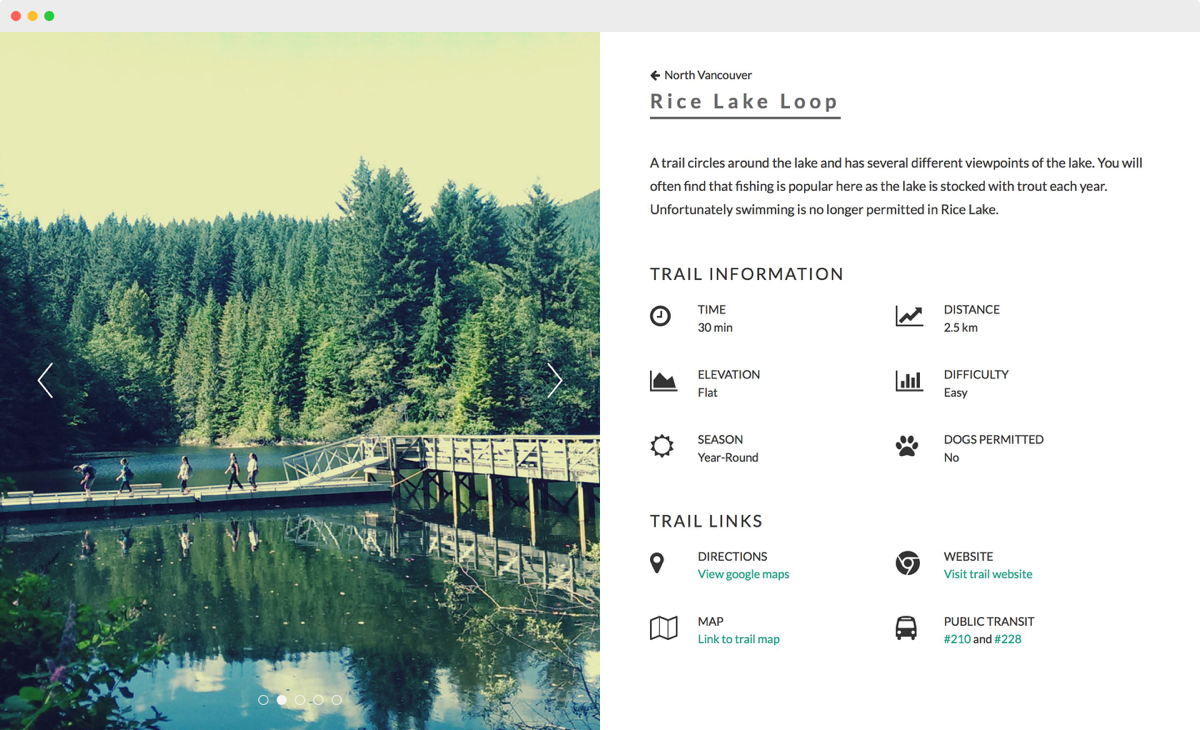 North Vancouver
Rice Lake Loop
A trail circles around the lake and has several different viewpoints of the lake. You will
often find that fishing is popular here as the lake is stocked with trout each year.
Unfortunately swimming is no longer permitted in Rice Lake.
TRAIL INFORMATION
TIME
30 min
DISTANCE
2.5 km
ELEVATION
Flat
DIFFICULTY
Easy
SEASON
Year-Round
DOGS PERMITTED
No
TRAIL LINKS
DIRECTIONS
View google maps
WEBSITE
Visit trail website
MAP
Link to trail map
PUBLIC TRANSIT
#210 and #228